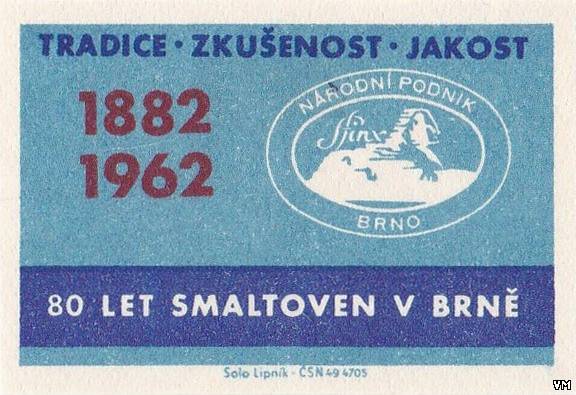 TRADICE · ZKUŠENOST · JAKOST
1882
1962
NÁRODNÍ PODNIK
Sfinx
BRNO
80 LET SMALTOVEN V BRNĚ
Solo Lipník - ČSN 49 4705
VM